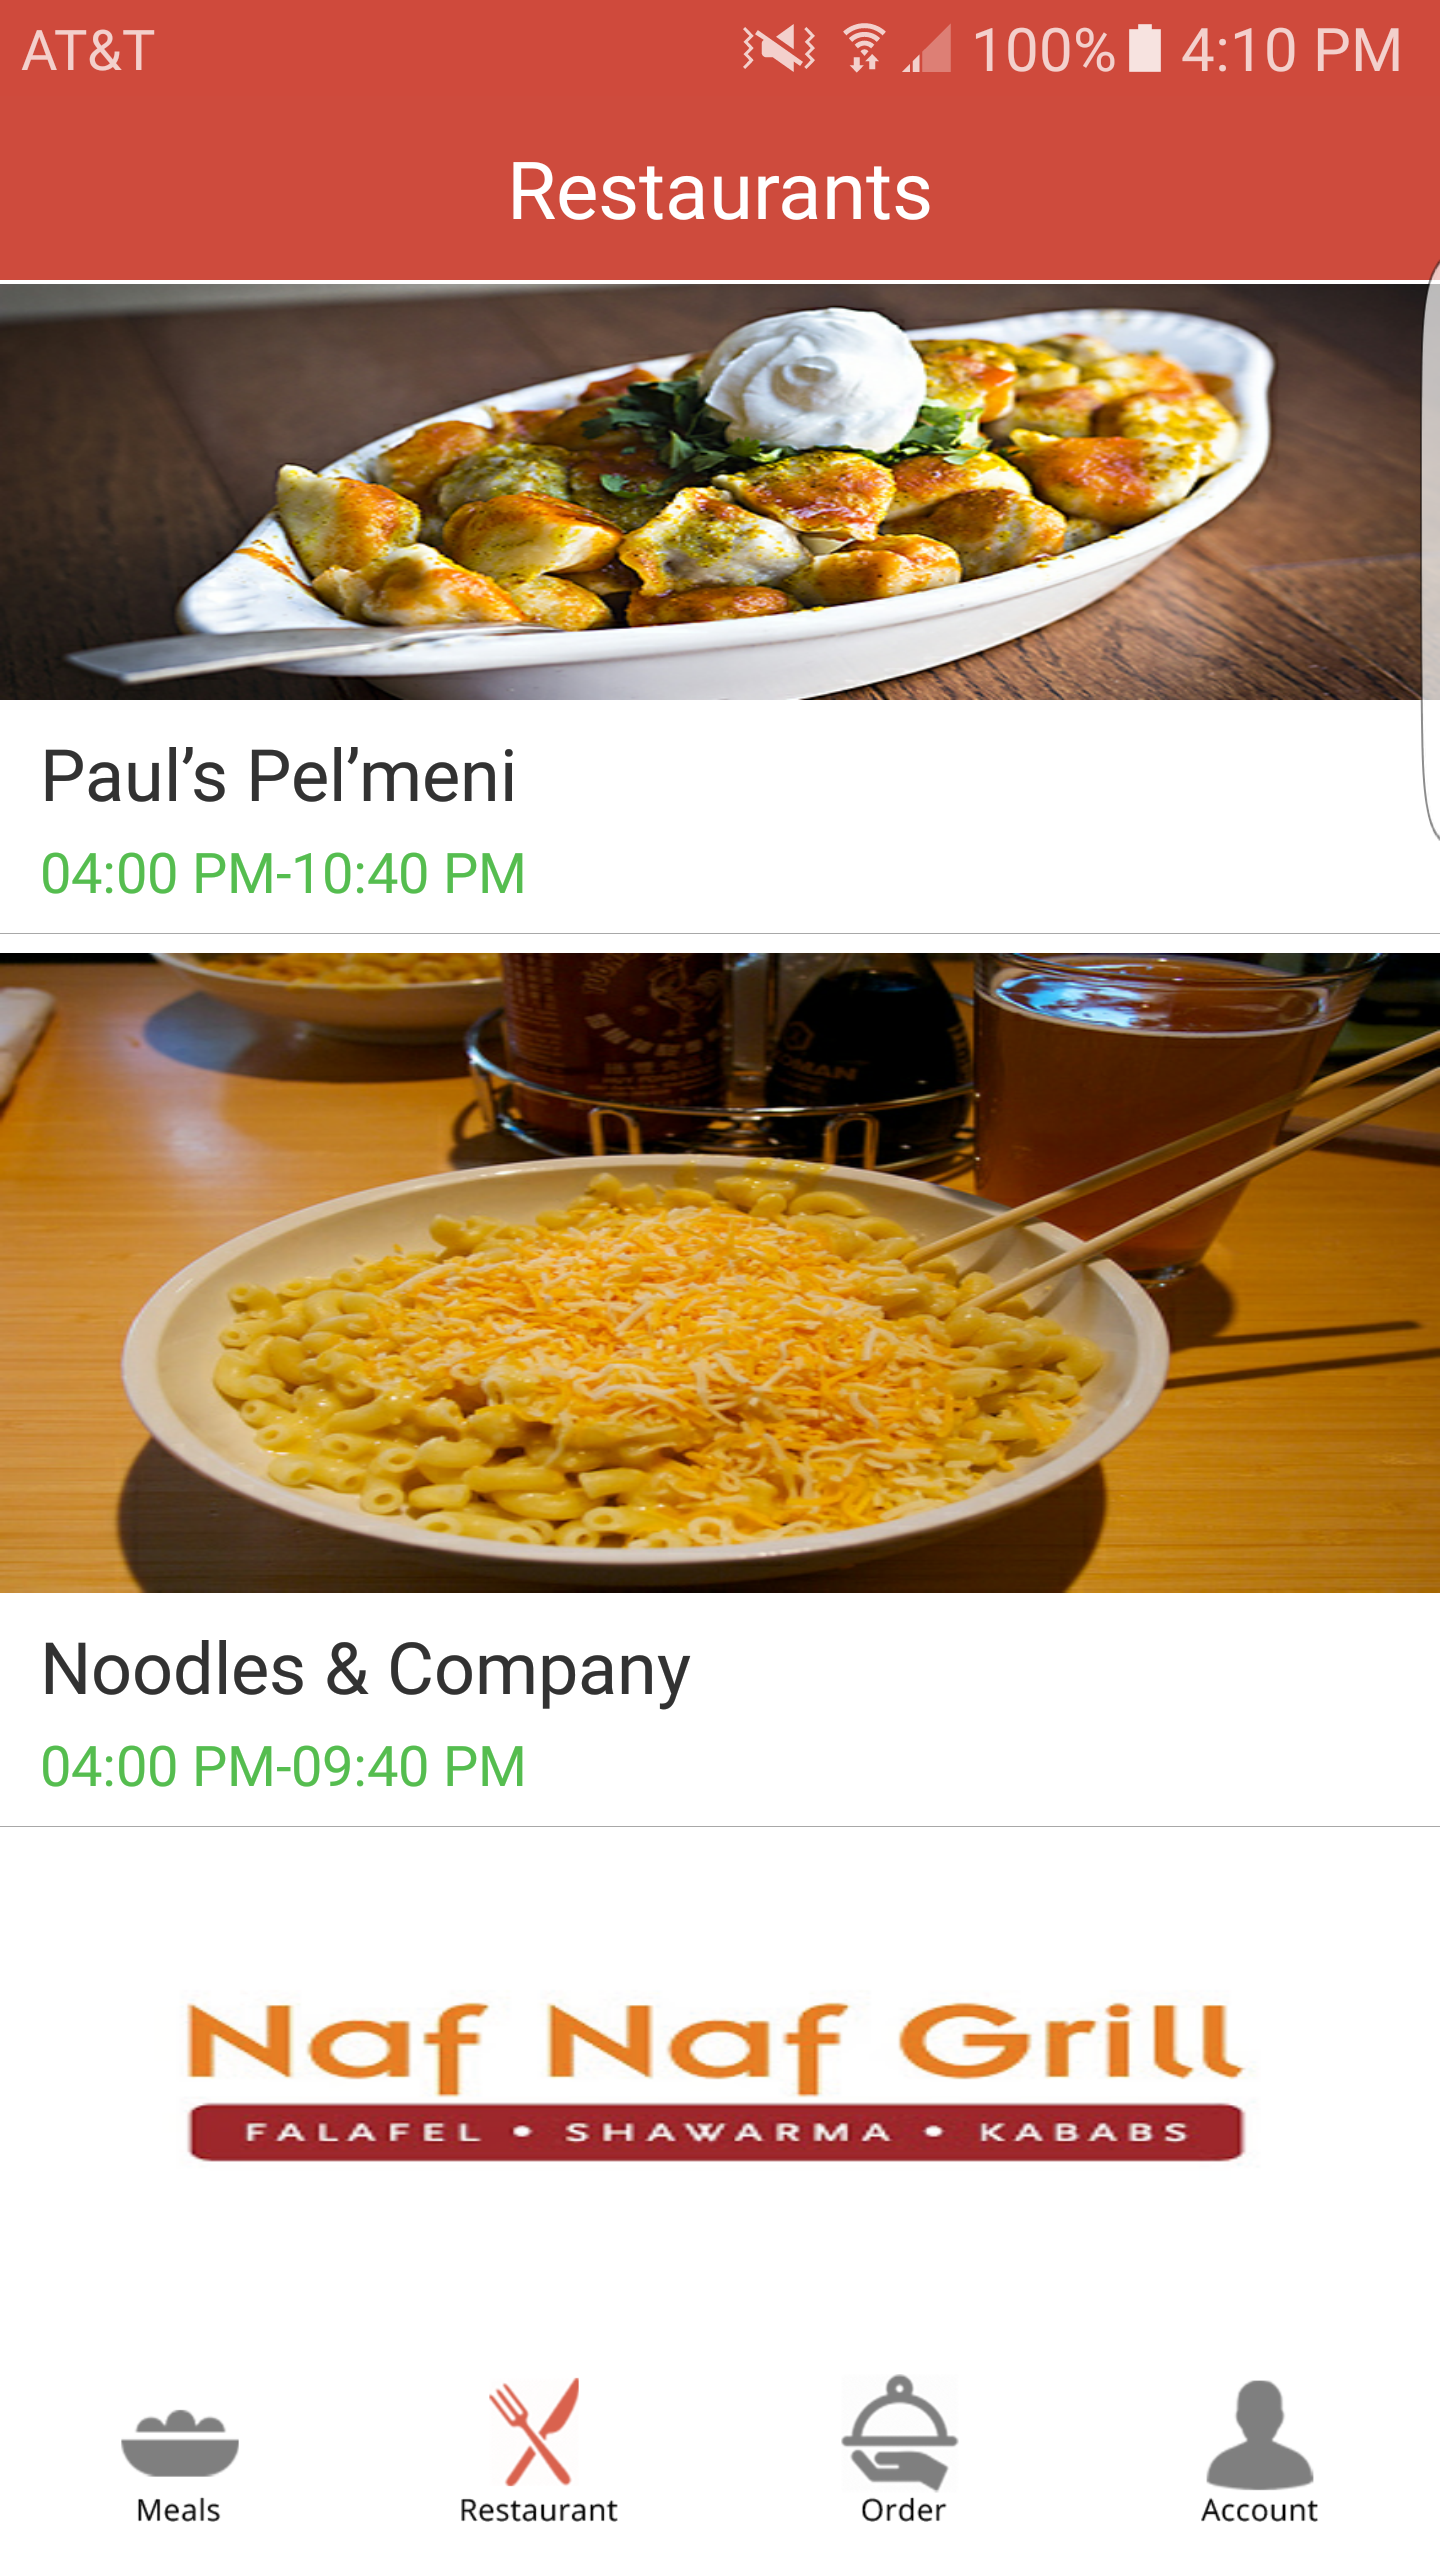 AT&T 100% 4:10 PM
Restaurants
Paul’s Pel’meni
04:00 PM-10:40 PM
Noodles & Company
04:00 PM-09:40 PM
Naf Naf Grill
FALAFEL • SHAWARMA • KABABS
Meals Restaurant Order Account